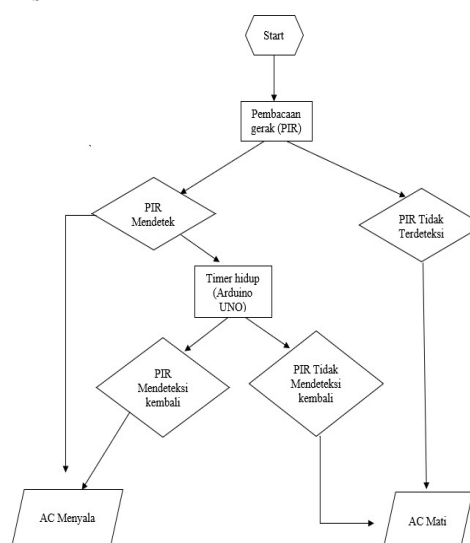 Start
Pembacaan
gerak (PIR)
PIR
Mendetek
PIR Tidak
Terdeteksi
Timer hidup
(Arduino
UNO)
PIR
Mendeteksi
kembali
PIR Tidak
Mendeteksi
kembali
AC Menyala
AC Mati